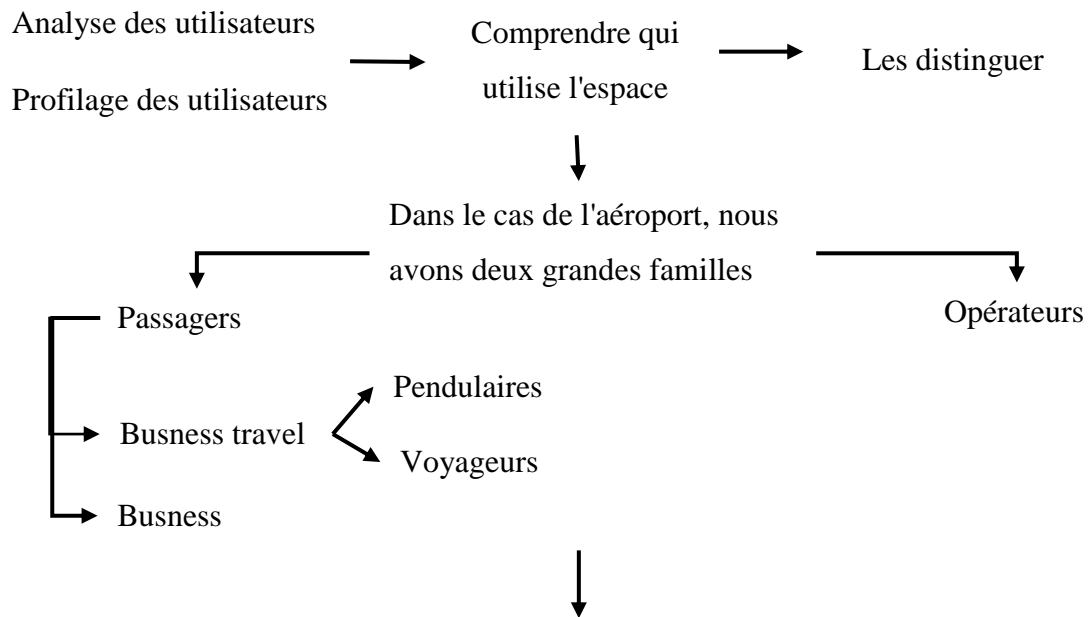 Analyse des utilisateurs
Profilage des utilisateurs
Comprendre qui
utilise l'espace
Les distinguer
Dans le cas de l'aéroport, nous
avons deux grandes familles
Passagers
Opérateurs
Pendulaires
Busness travel
Voyageurs
Busness